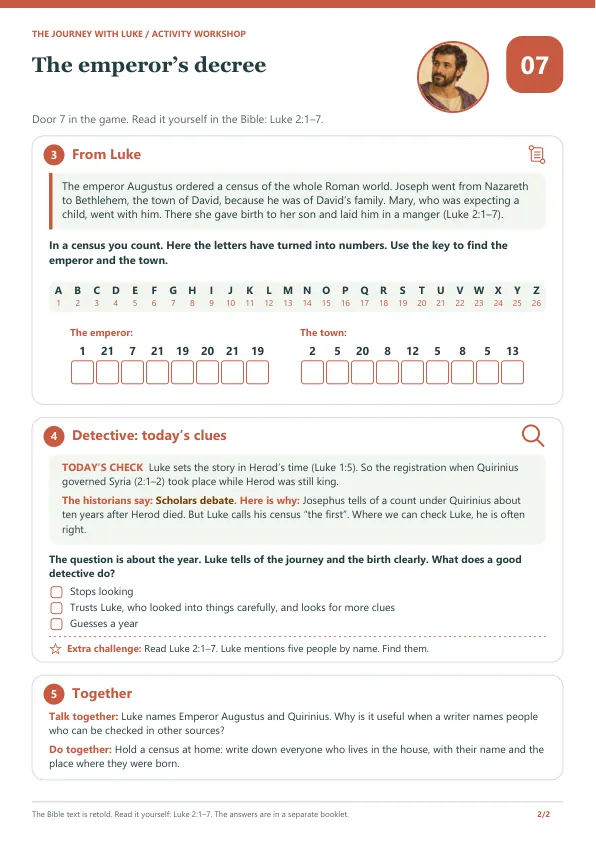 THE JOURNEY WITH LUKE / ACTIVITY WORKSHOP
The emperor's decree
07
Door 7 in the game. Read it yourself in the Bible: Luke 2:1–7.
3 From Luke
The emperor Augustus ordered a census of the whole Roman world. Joseph went from Nazareth
to Bethlehem, the town of David, because he was of David's family. Mary, who was expecting a
child, went with him. There she gave birth to her son and laid him in a manger (Luke 2:1–7).
In a census you count. Here the letters have turned into numbers. Use the key to find the
emperor and the town.
A B C D E F G H I J K L M N O P Q R S T U V W X Y Z
1 2 3 4 5 6 7 8 9 10 11 12 13 14 15 16 17 18 19 20 21 22 23 24 25 26
The emperor: The town:
1 21 7 21 19 20 21 19 2 5 20 8 12 5 8 5 13
4 Detective: today's clues
TODAY'S CHECK Luke sets the story in Herod's time (Luke 1:5). So the registration when Quirinius
governed Syria (2:1–2) took place while Herod was still king.
The historians say: Scholars debate. Here is why: Josephus tells of a count under Quirinius about
ten years after Herod died. But Luke calls his census "the first". Where we can check Luke, he is often
right.
The question is about the year. Luke tells of the journey and the birth clearly. What does a good
detective do?
Stops looking
Trusts Luke, who looked into things carefully, and looks for more clues
Guesses a year
Extra challenge: Read Luke 2:1–7. Luke mentions five people by name. Find them.
5 Together
Talk together: Luke names Emperor Augustus and Quirinius. Why is it useful when a writer names people
who can be checked in other sources?
Do together: Hold a census at home: write down everyone who lives in the house, with their name and the
place where they were born.
The Bible text is retold. Read it yourself: Luke 2:1–7. The answers are in a separate booklet.
2/2